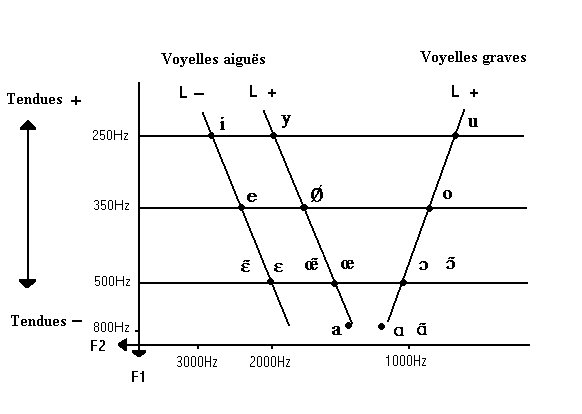 Voyelles aiguës Voyelles graves
L – L + L +
Tendues +
i y u
250Hz
e Ø o
350Hz
ɛ̃ ɛ œ̃ œ ɔ ɔ̃
500Hz
Tendues –
800Hz a ɑ ɑ̃
F2
3000Hz 2000Hz 1000Hz
F1